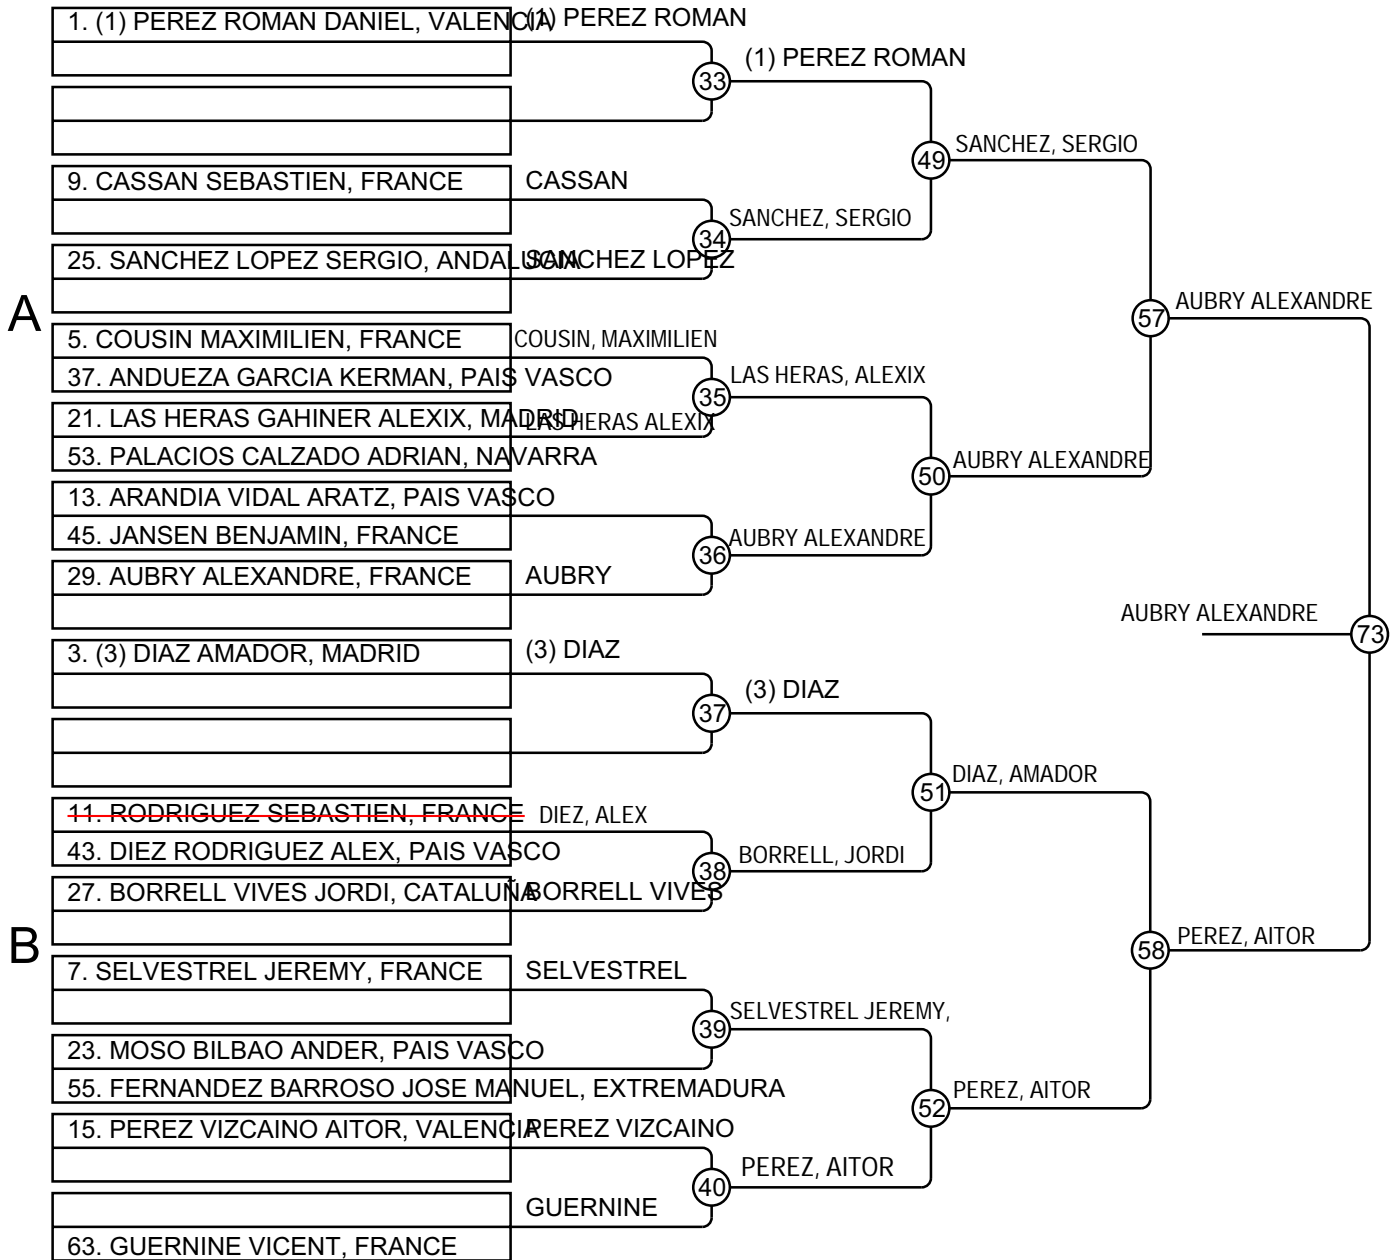 1. (1) PEREZ ROMAN DANIEL, VALENCIA
(1) PEREZ ROMAN
(1) PEREZ ROMAN
33
SANCHEZ, SERGIO
49
9. CASSAN SEBASTIEN, FRANCE
CASSAN
SANCHEZ, SERGIO
34
25. SANCHEZ LOPEZ SERGIO, ANDALUCIA
SANCHEZ LOPEZ
A
AUBRY ALEXANDRE
57
5. COUSIN MAXIMILIEN, FRANCE
COUSIN, MAXIMILIEN
37. ANDUEZA GARCIA KERMAN, PAIS VASCO
LAS HERAS, ALEXIX
35
21. LAS HERAS GAHINER ALEXIX, MADRID
LAS HERAS ALEXIX
53. PALACIOS CALZADO ADRIAN, NAVARRA
AUBRY ALEXANDRE
50
13. ARANDIA VIDAL ARATZ, PAIS VASCO
45. JANSEN BENJAMIN, FRANCE
AUBRY ALEXANDRE
36
29. AUBRY ALEXANDRE, FRANCE
AUBRY
AUBRY ALEXANDRE
73
3. (3) DIAZ AMADOR, MADRID
(3) DIAZ
(3) DIAZ
37
DIAZ, AMADOR
51
11. RODRIGUEZ SEBASTIEN, FRANCE
DIEZ, ALEX
43. DIEZ RODRIGUEZ ALEX, PAIS VASCO
BORRELL, JORDI
38
27. BORRELL VIVES JORDI, CATALUÑA
BORRELL VIVES
B
PEREZ, AITOR
58
7. SELVESTREL JEREMY, FRANCE
SELVESTREL
SELVESTREL JEREMY,
39
23. MOSO BILBAO ANDER, PAIS VASCO
55. FERNANDEZ BARROSO JOSE MANUEL, EXTREMADURA
PEREZ, AITOR
52
15. PEREZ VIZCAINO AITOR, VALENCIA
PEREZ VIZCAINO
PEREZ, AITOR
40
GUERNINE
63. GUERNINE VICENT, FRANCE